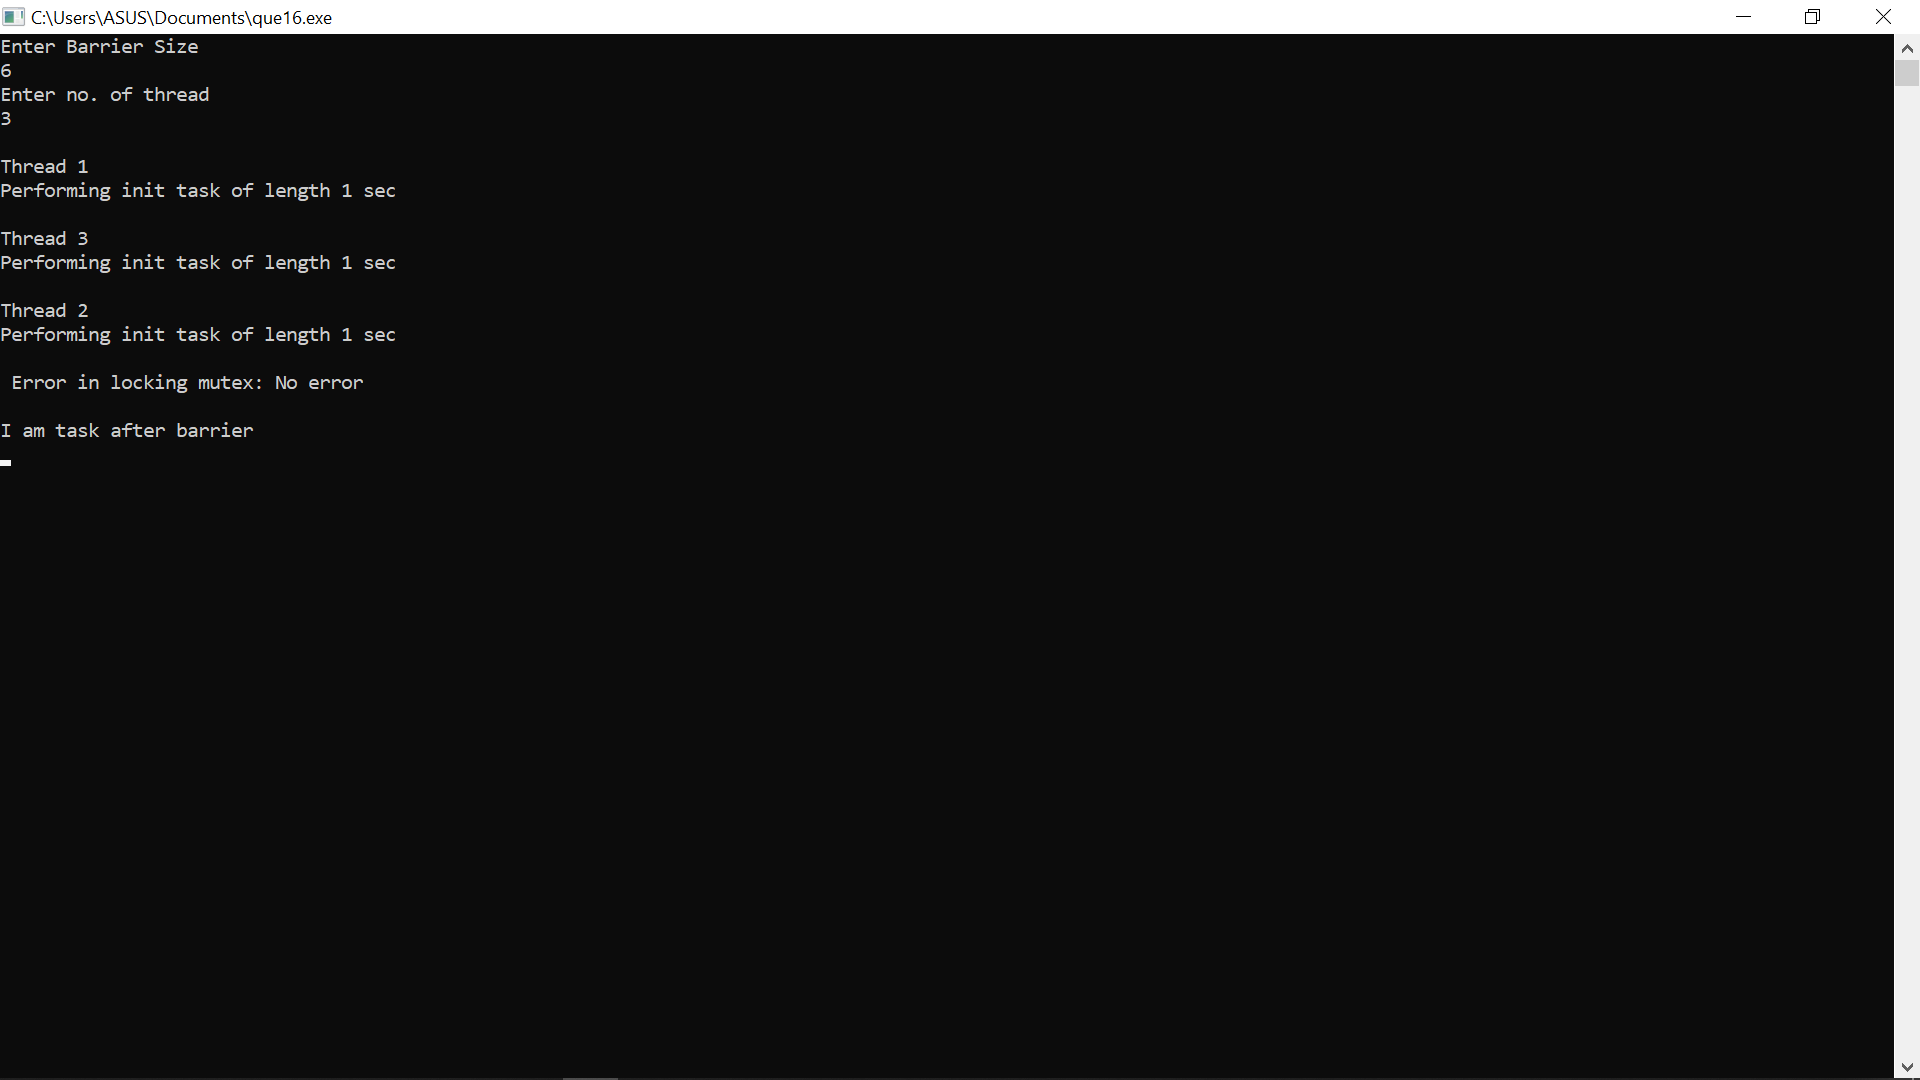 C:\Users\ASUS\Documents\que16.exe
Enter Barrier Size
6
Enter no. of thread
3
Thread 1
Performing init task of length 1 sec
Thread 3
Performing init task of length 1 sec
Thread 2
Performing init task of length 1 sec
Error in locking mutex: No error
I am task after barrier